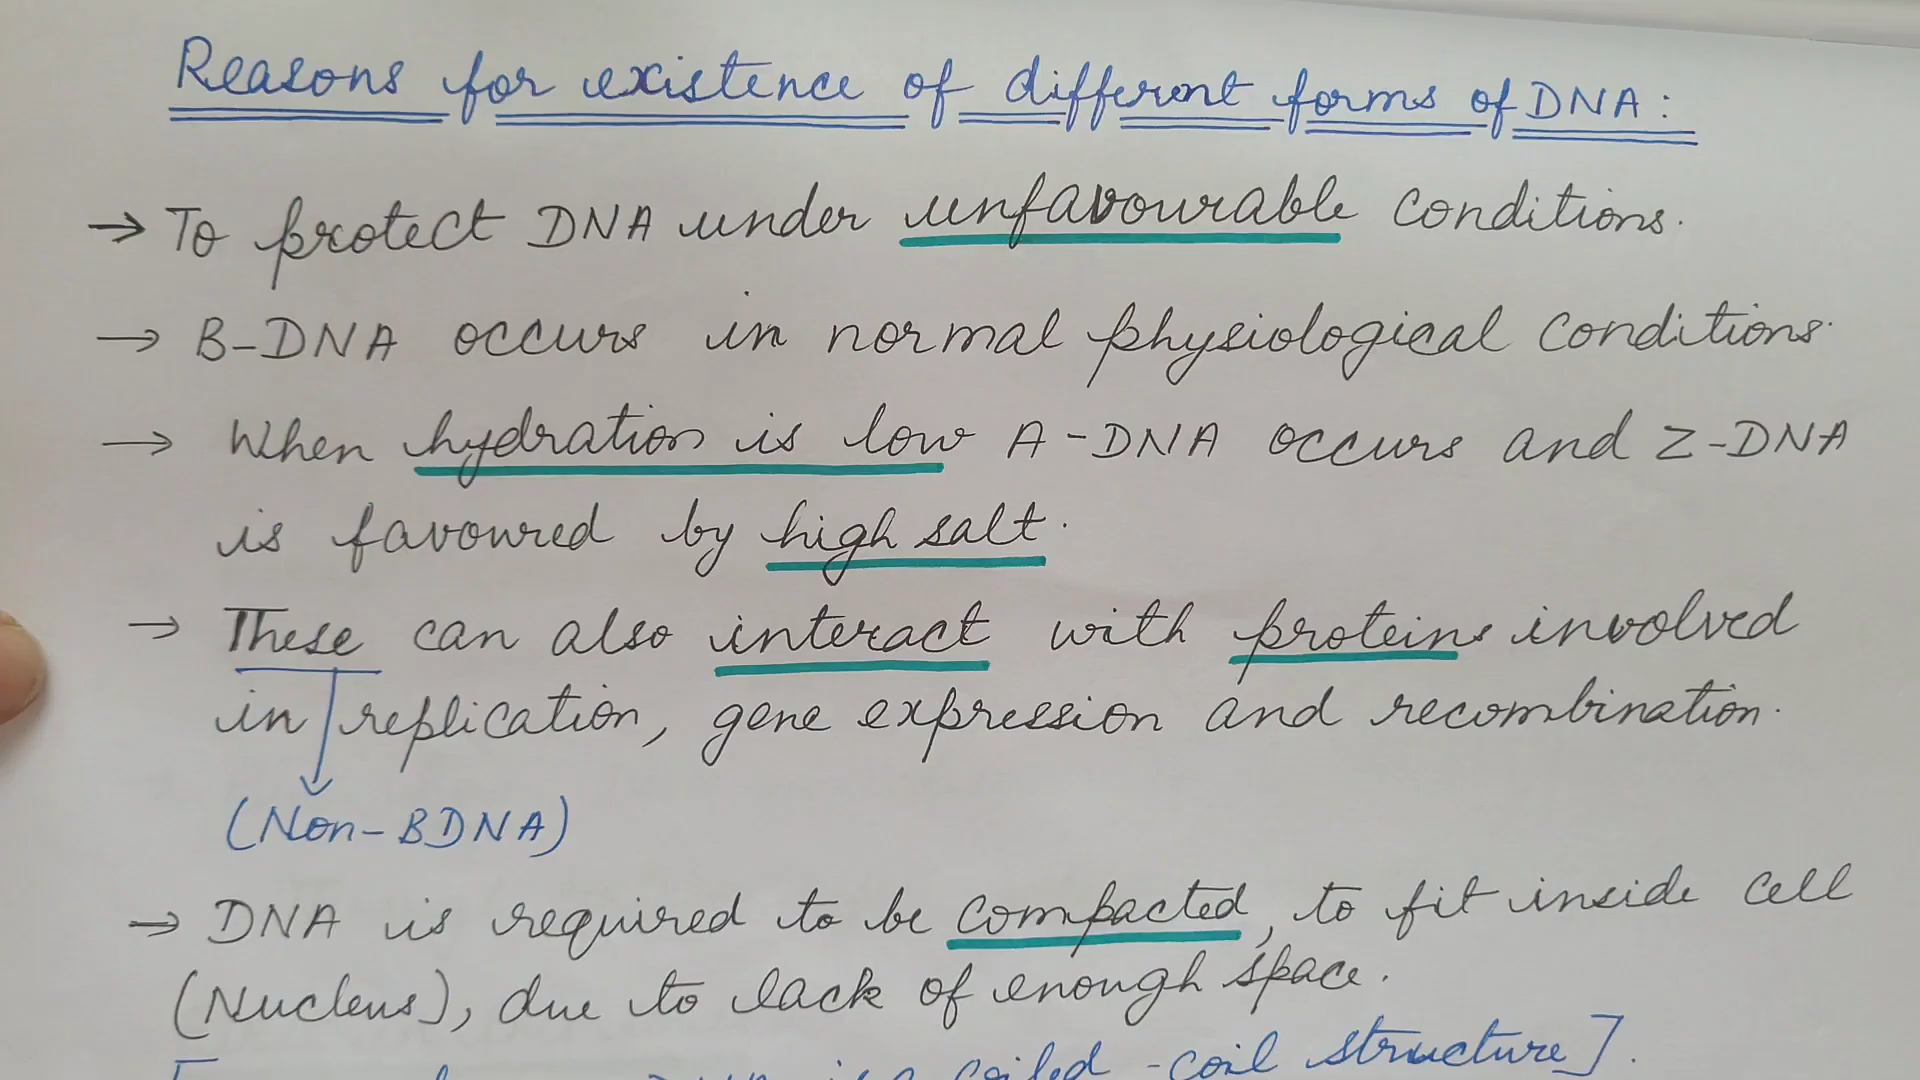 Reasons for existence of different forms of DNA:
→ To protect DNA under unfavourable conditions.
→ B-DNA occurs in normal physiological conditions.
→ When hydration is low A-DNA occurs and Z-DNA
is favoured by high salt.
→ These can also interact with proteins involved
in replication, gene expression and recombination.
(Non-BDNA)
→ DNA is required to be compacted, to fit inside cell
(Nucleus), due to lack of enough space.
is a coiled-coil structure].